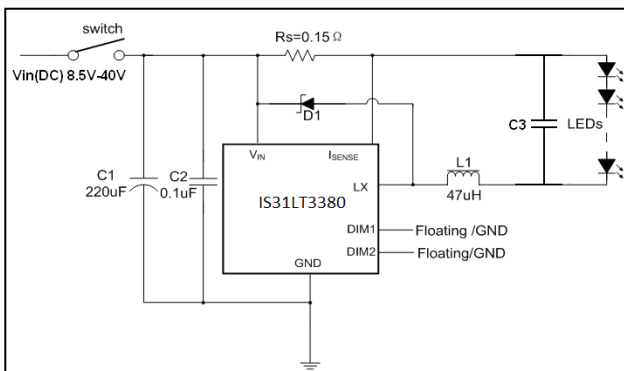 switch
Rs=0.15 Ω
Vin(DC) 8.5V-40V
D1
C3
LEDs
VIN
ISENSE
C1
220uF
C2
0.1uF
IS31LT3380
LX
L1
47uH
DIM1
Floating /GND
DIM2
Floating/GND
GND